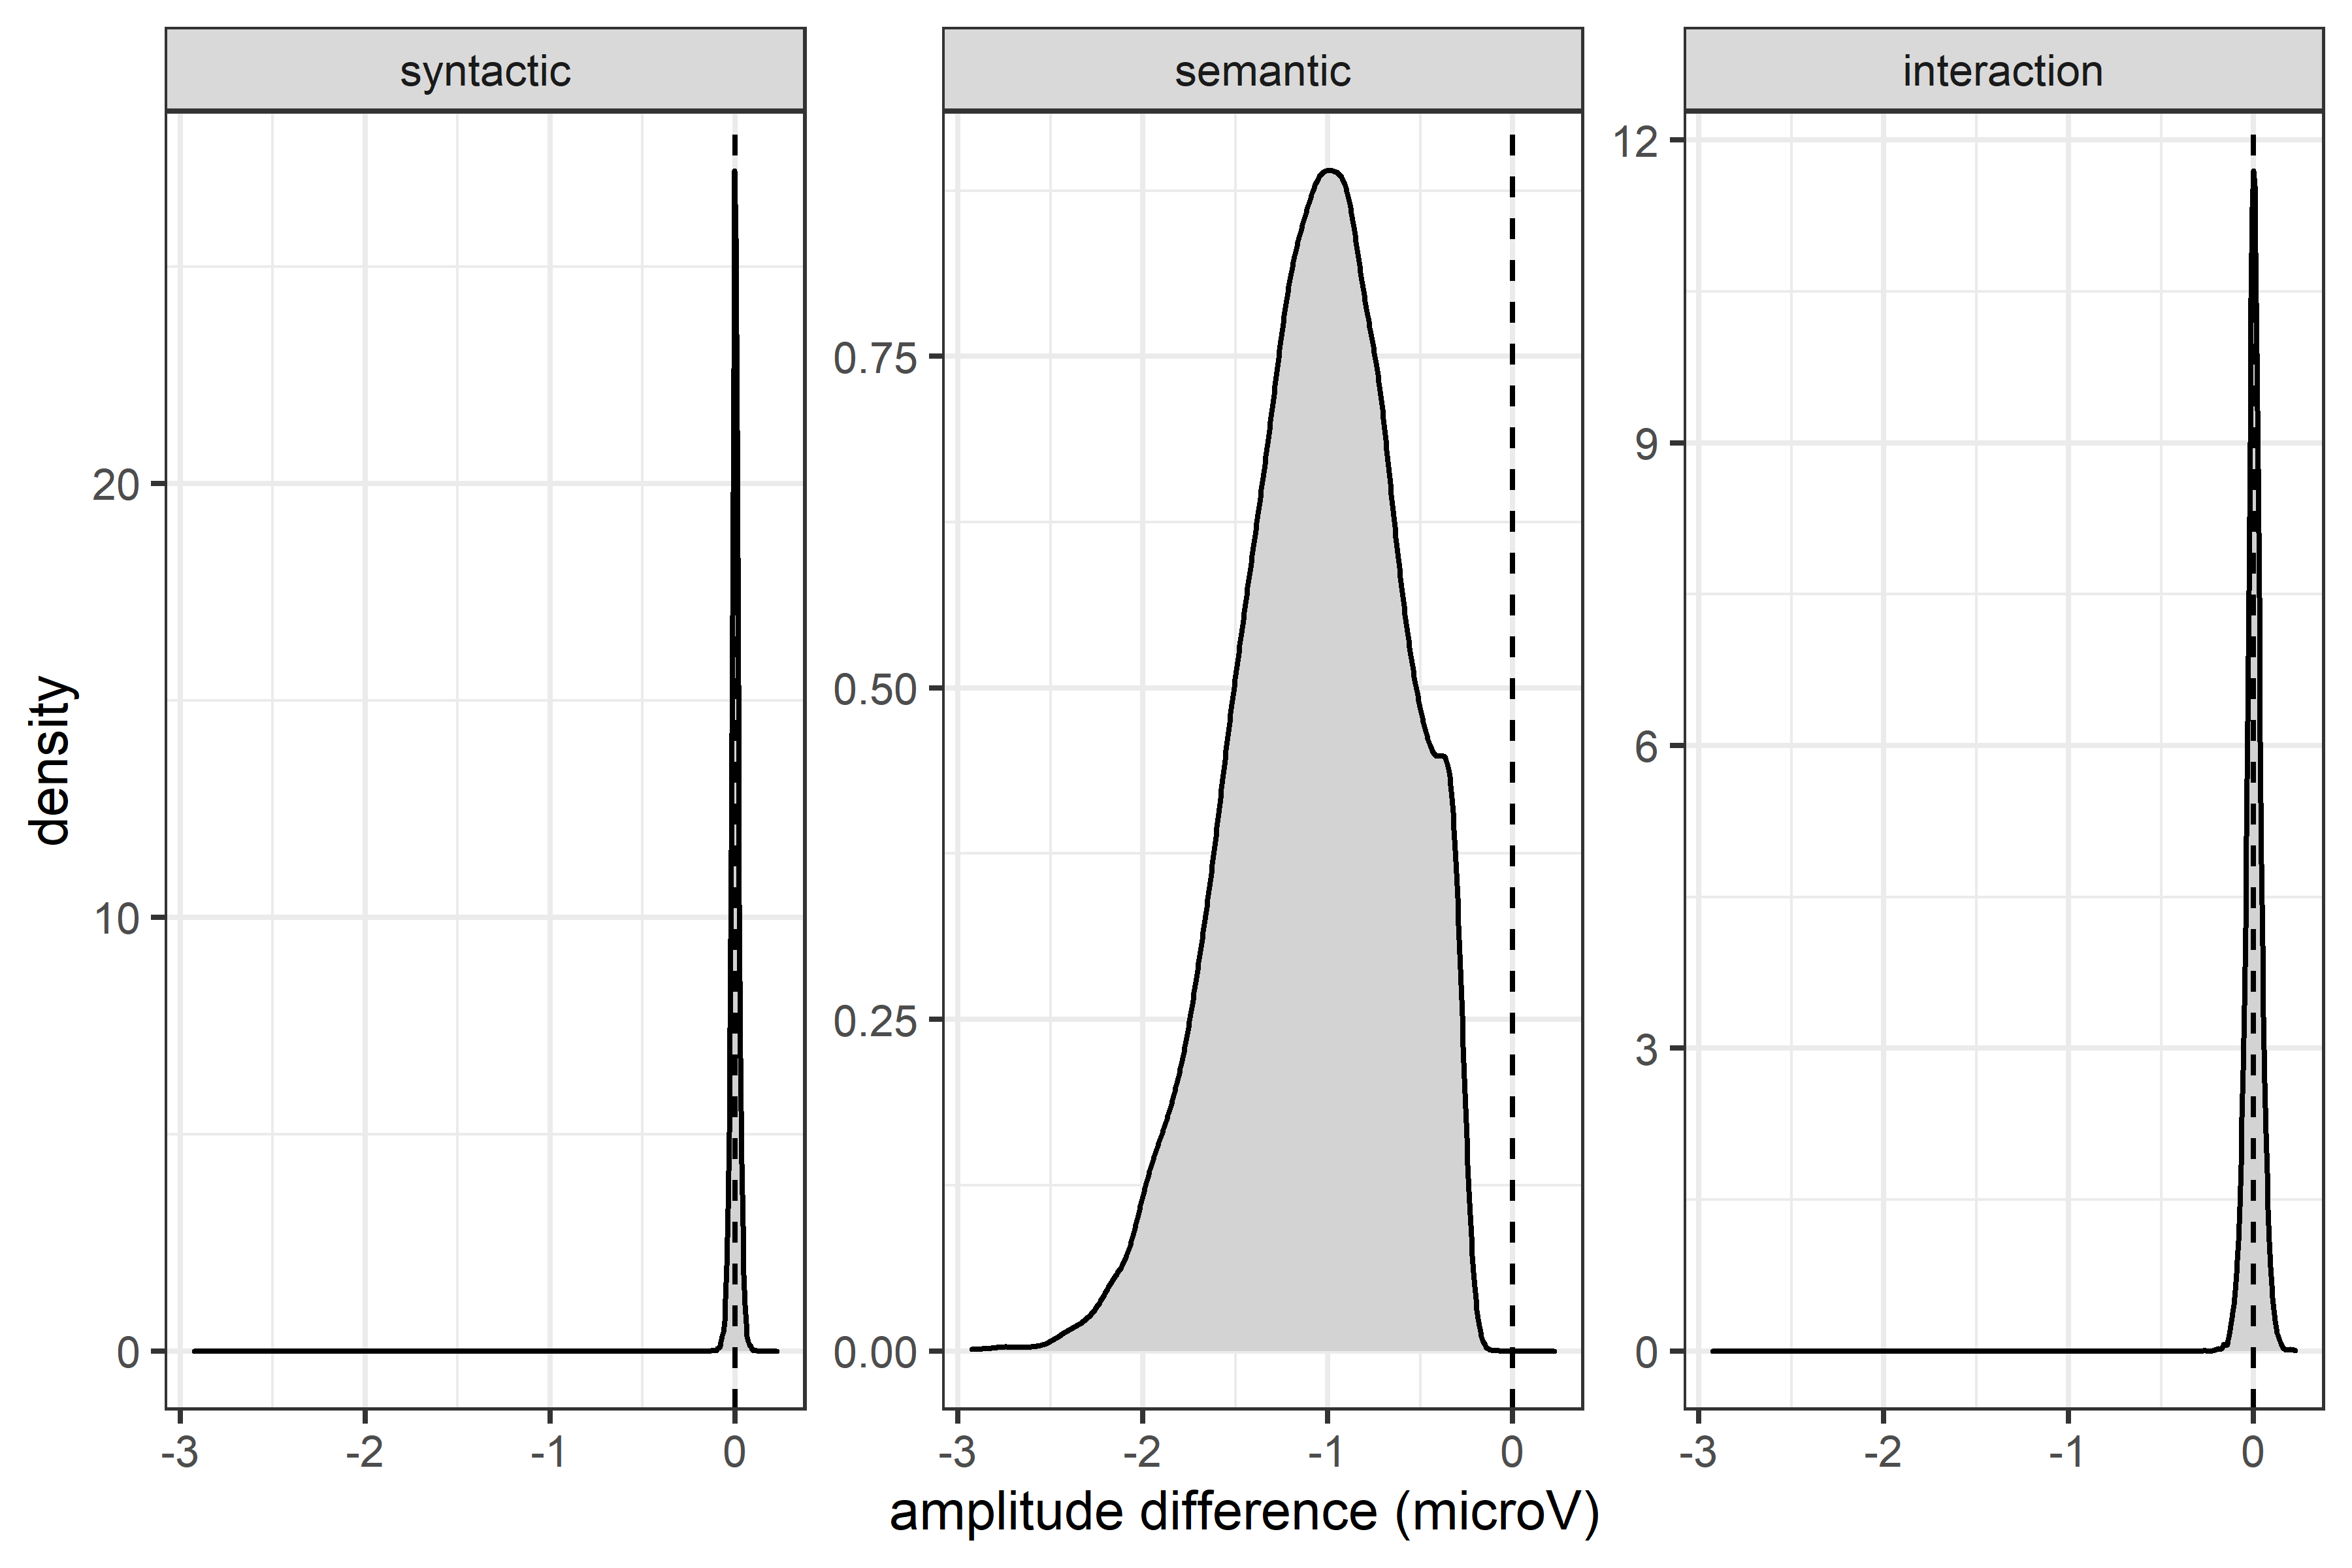 syntactic semantic interaction
density
0
10
20
0.00
0.25
0.50
0.75
0
3
6
9
12
-3 -2 -1 0
-3 -2 -1 0
-3 -2 -1 0
amplitude difference (microV)